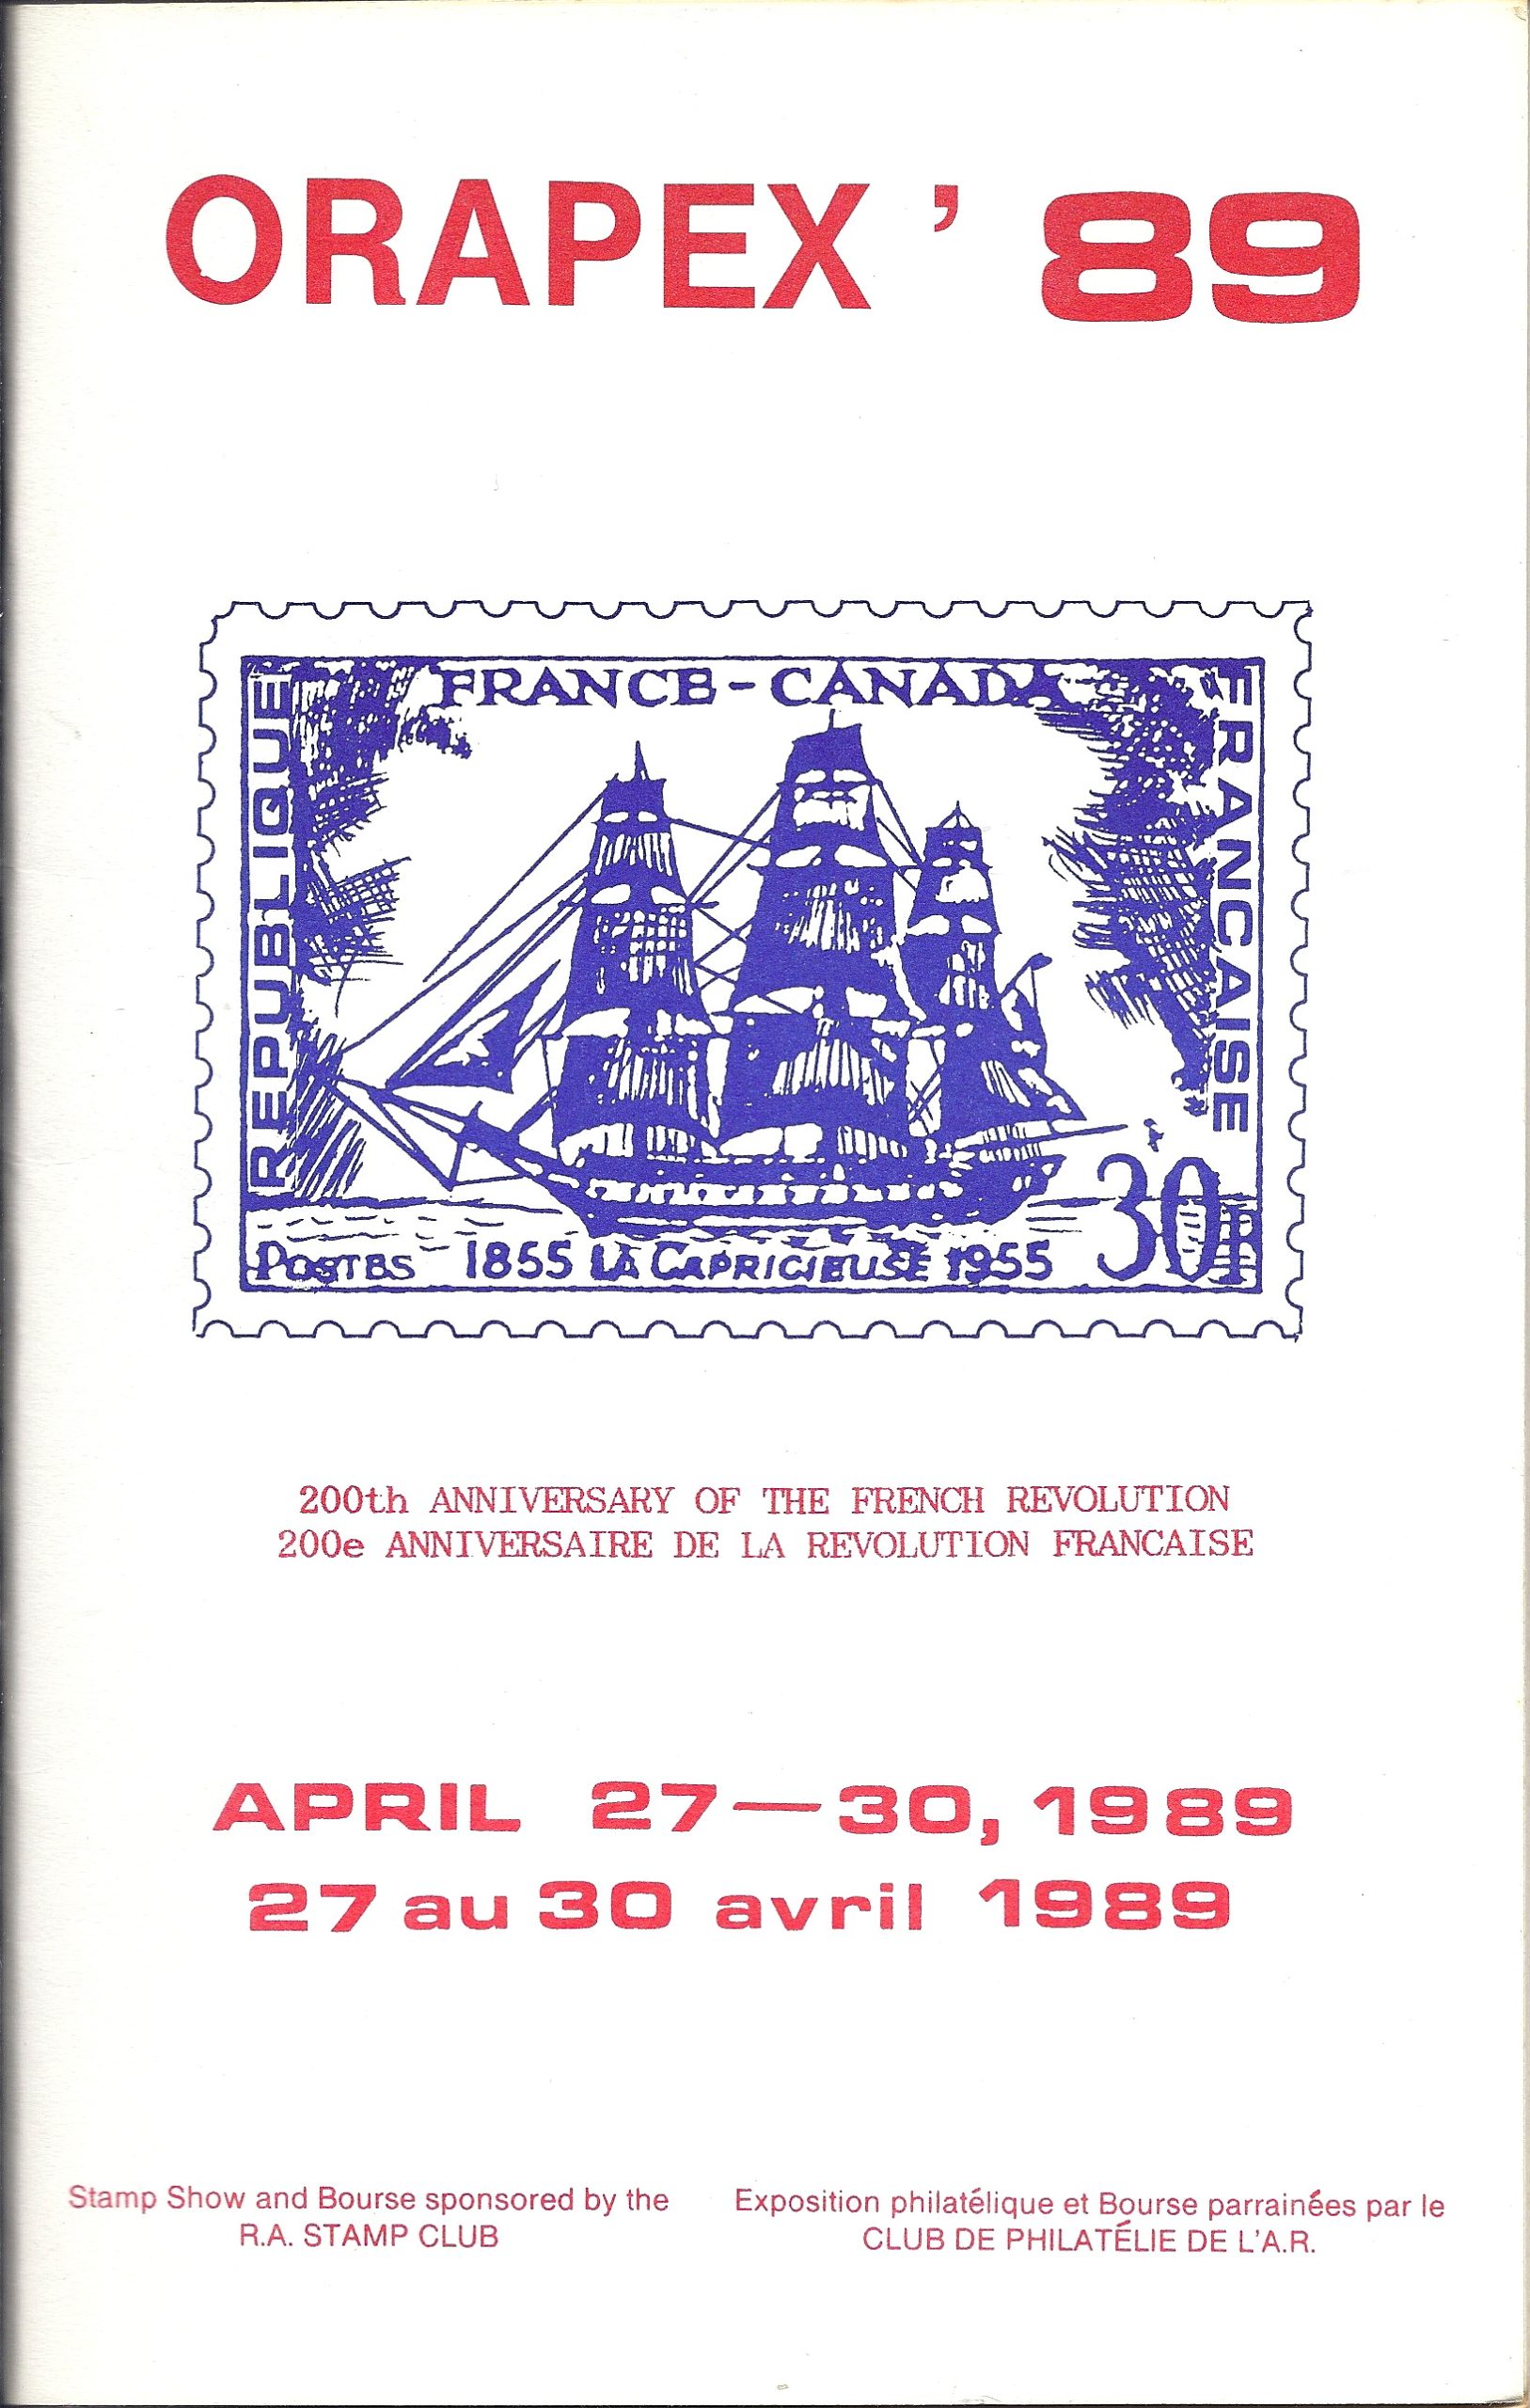 ORAPEX '89
FRANCE-CANADA
REPUBLIQUE
FRANCAISE
POSTES 1855 LA CAPRICIEUSE 1955 30F
200th ANNIVERSARY OF THE FRENCH REVOLUTION
200e ANNIVERSAIRE DE LA REVOLUTION FRANCAISE
APRIL 27—30, 1989
27 au 30 avril 1989
Stamp Show and Bourse sponsored by the
R.A. STAMP CLUB
Exposition philatélique et Bourse parrainées par le
CLUB DE PHILATÉLIE DE L'A.R.